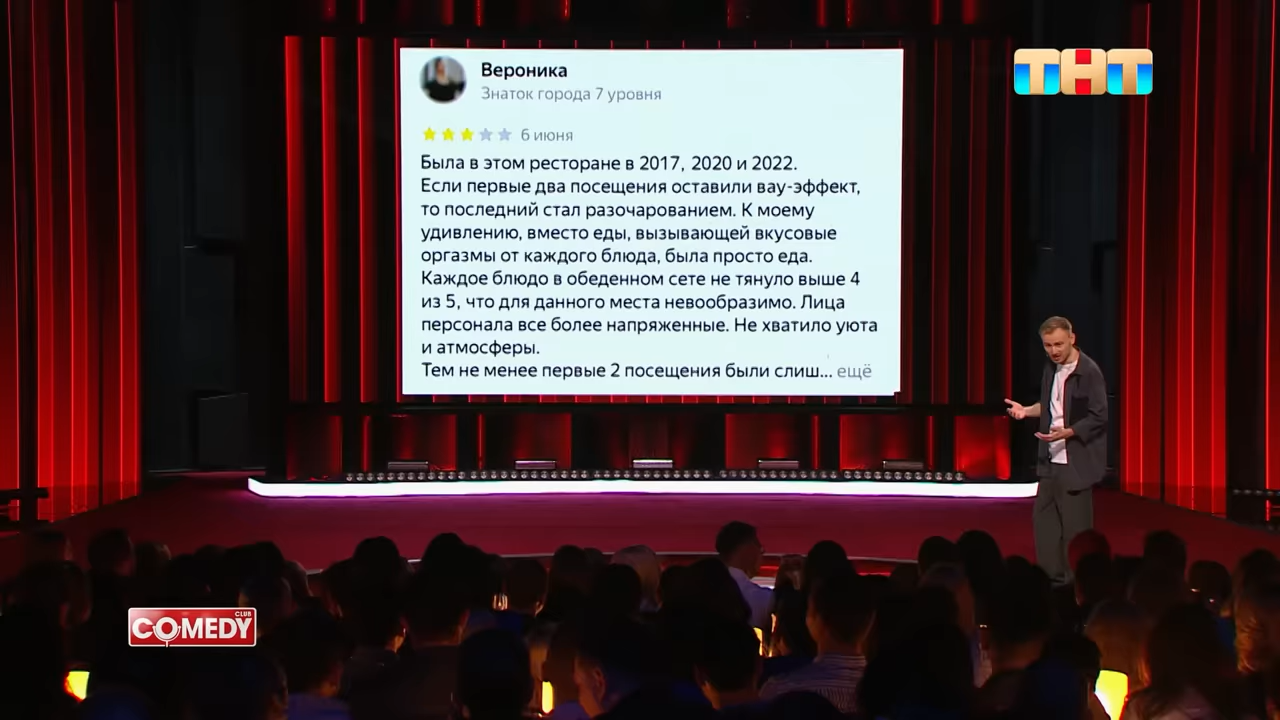 Вероника
Знаток города 7 уровня
6 июня
Была в этом ресторане в 2017, 2020 и 2022.
Если первые два посещения оставили вау-эффект,
то последний стал разочарованием. К моему
удивлению, вместо еды, вызывающей вкусовые
оргазмы от каждого блюда, была просто еда.
Каждое блюдо в обеденном сете не тянуло выше 4
из 5, что для данного места невообразимо. Лица
персонала все более напряженные. Не хватило уюта
и атмосферы.
Тем не менее первые 2 посещения были слиш... ещё
ТНТ
COMEDY
CLUB